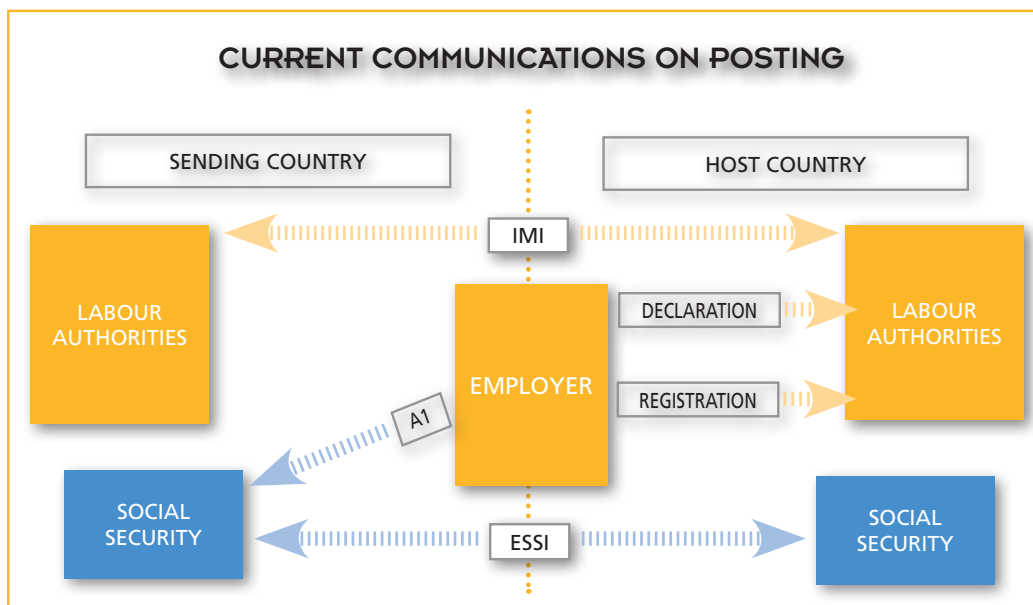 CURRENT COMMUNICATIONS ON POSTING
SENDING COUNTRY
HOST COUNTRY
IMI
LABOUR
AUTHORITIES
DECLARATION
LABOUR
AUTHORITIES
EMPLOYER
REGISTRATION
A1
SOCIAL
SECURITY
ESSI
SOCIAL
SECURITY